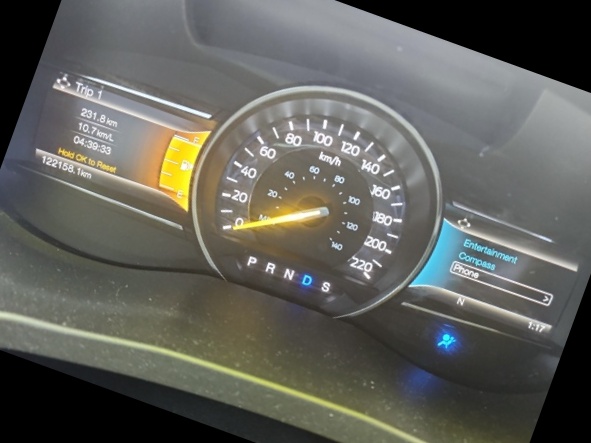 Trip 1
231.8 km
10.7 km/L
04:39:33
Hold OK to Reset
122158.1km
0
20
40
60
80
100
120
140
160
180
200
220
km/h
20
40
60
80
100
120
140
P R N D S
Entertainment
Compass
Phone
N
1:17